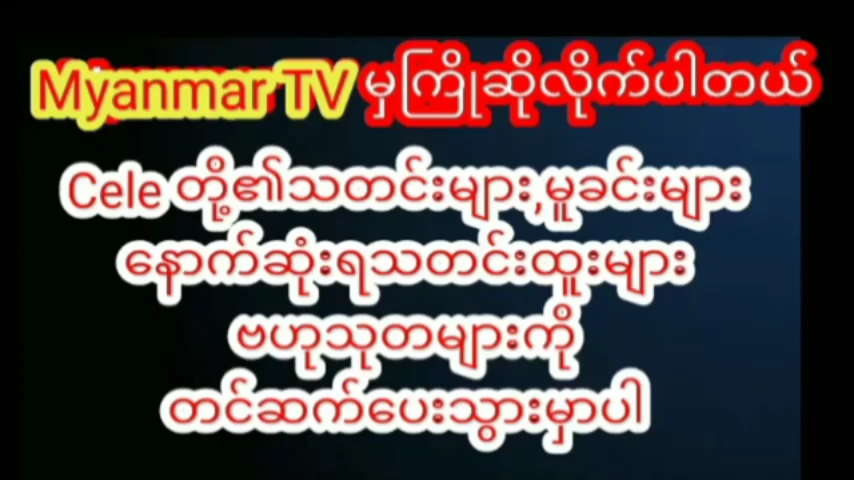 Myanmar TV မှကြိုဆိုလိုက်ပါတယ်
Cele တို့၏သတင်းများ,မူခင်းများ
နောက်ဆုံးရသတင်းထူးများ
ဗဟုသုတများကို
တင်ဆက်ပေးသွားမှာပါ